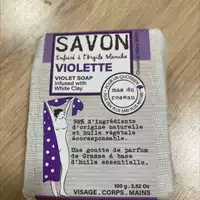 SAVON
Enrichi à l'Argile blanche
VIOLETTE
VIOLET SOAP
infused with
White Clay
mas du
roseau
98% d'ingrédients
d'origine naturelle
et huile végétale
écoresponsable.
Une goutte de parfum
de Grasse à base
d'huile essentielle.
100 g - 3.52 Oz
VISAGE. CORPS. MAINS